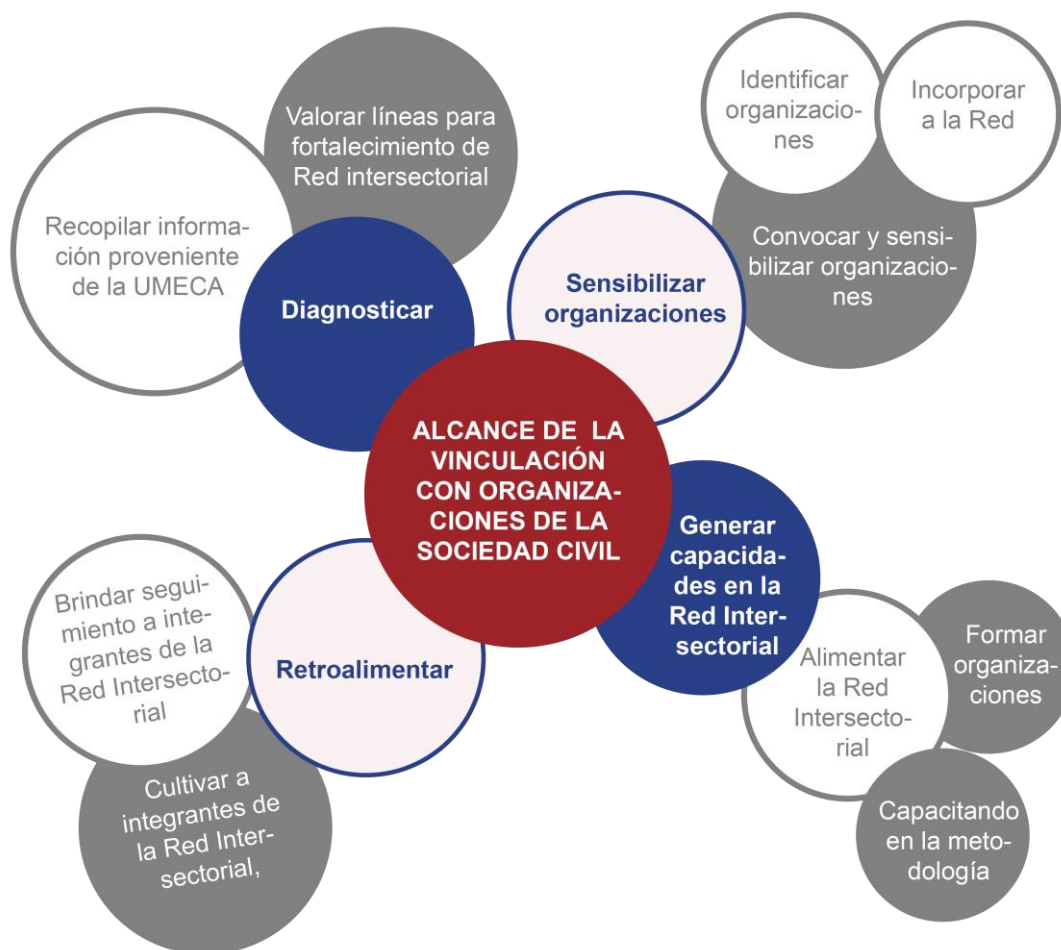 Valorar líneas para
fortalecimiento de
Red intersectorial
Recopilar informa-
ción proveniente
de la UMECA
Diagnosticar
Identificar
organizacio-
nes
Incorporar
a la Red
Convocar y sensi-
bilizar organizacio-
nes
Sensibilizar
organizaciones
ALCANCE DE  LA
VINCULACIÓN
CON ORGANIZA-
CIONES DE LA
SOCIEDAD CIVIL
Generar
capacida-
des en la
Red Inter-
sectorial
Alimentar
la Red
Intersecto-
rial
Formar
organiza-
ciones
Capacitando
en la meto-
dología
Retroalimentar
Brindar segui-
miento a inte-
grantes de la
Red Intersecto-
rial
Cultivar a
integrantes de
la Red Inter-
sectorial,